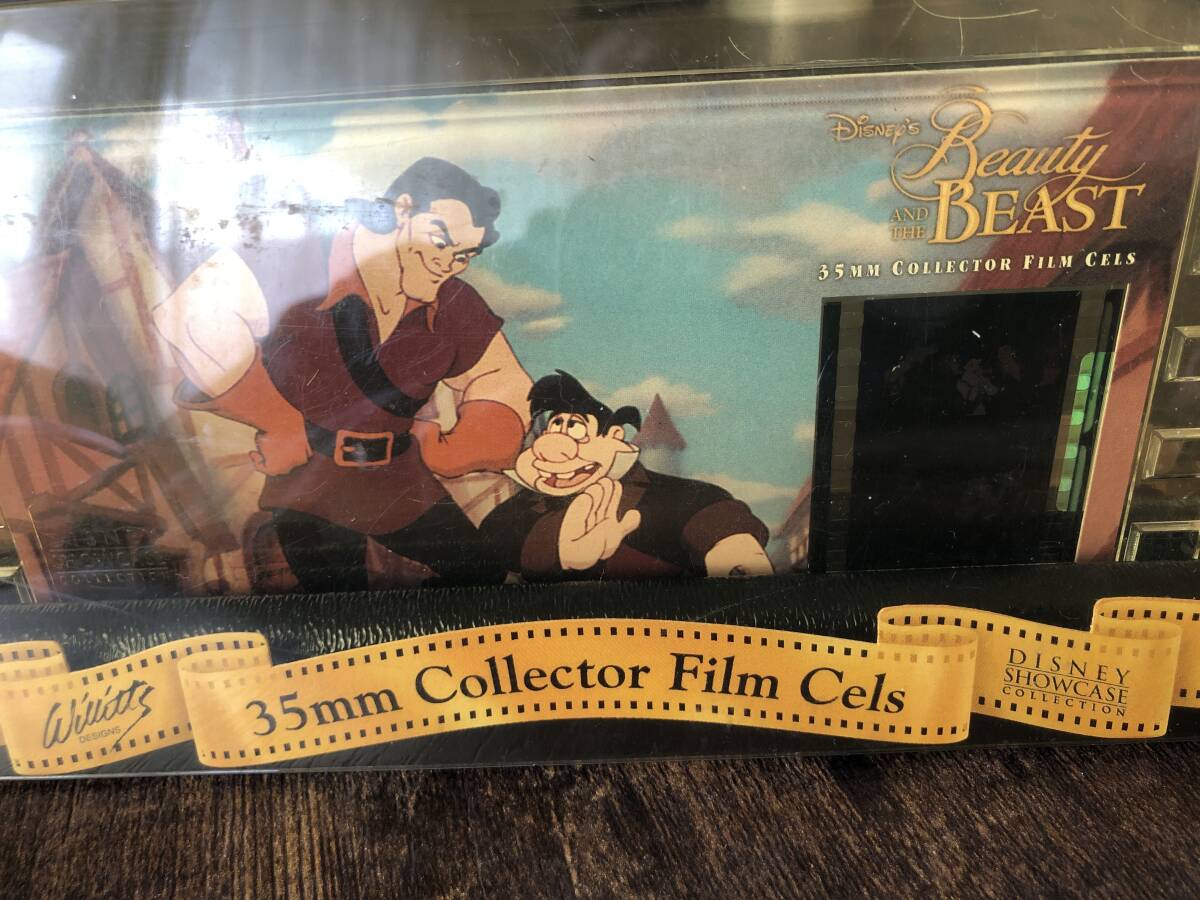 Disney's
Beauty
AND THE BEAST
35MM COLLECTOR FILM CELS
Willitts
DESIGNS
35mm Collector Film Cels
DISNEY
SHOWCASE
COLLECTION